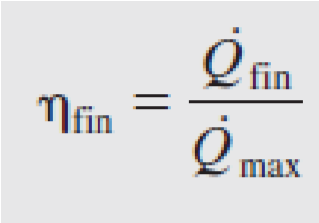 η_fin = Q̇_fin / Q̇_max